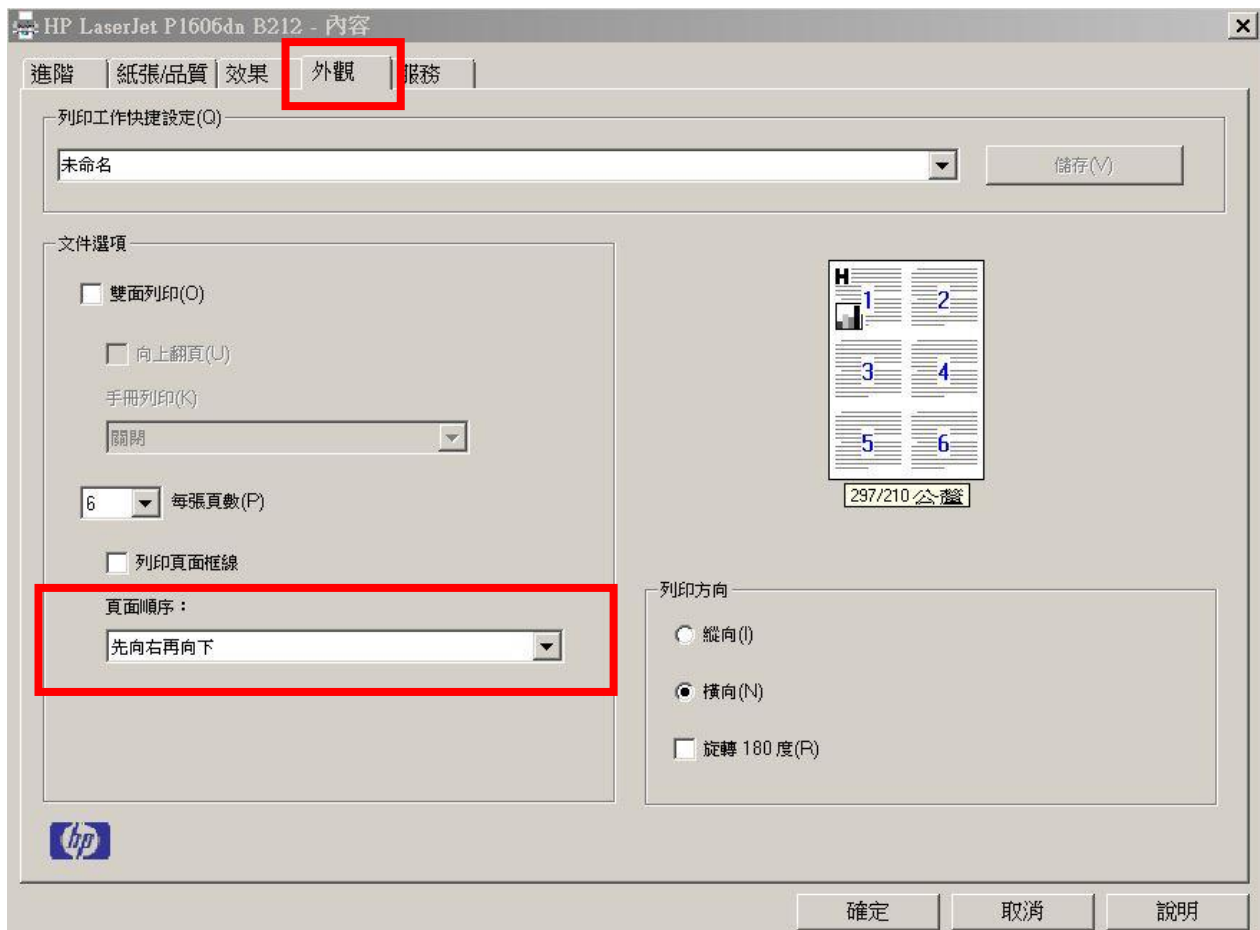 HP LaserJet P1606dn B212 - 內容
進階 紙張/品質 效果 外觀 服務
列印工作快捷設定(Q)
未命名 儲存(V)
文件選項
雙面列印(O)
向上翻頁(U)
手冊列印(K)
關閉
6 每張頁數(P)
列印頁面框線
頁面順序：
先向右再向下
H
1 2
3 4
5 6
297/210 公釐
列印方向
縱向(I)
橫向(N)
旋轉 180 度(R)
hp
確定 取消 說明